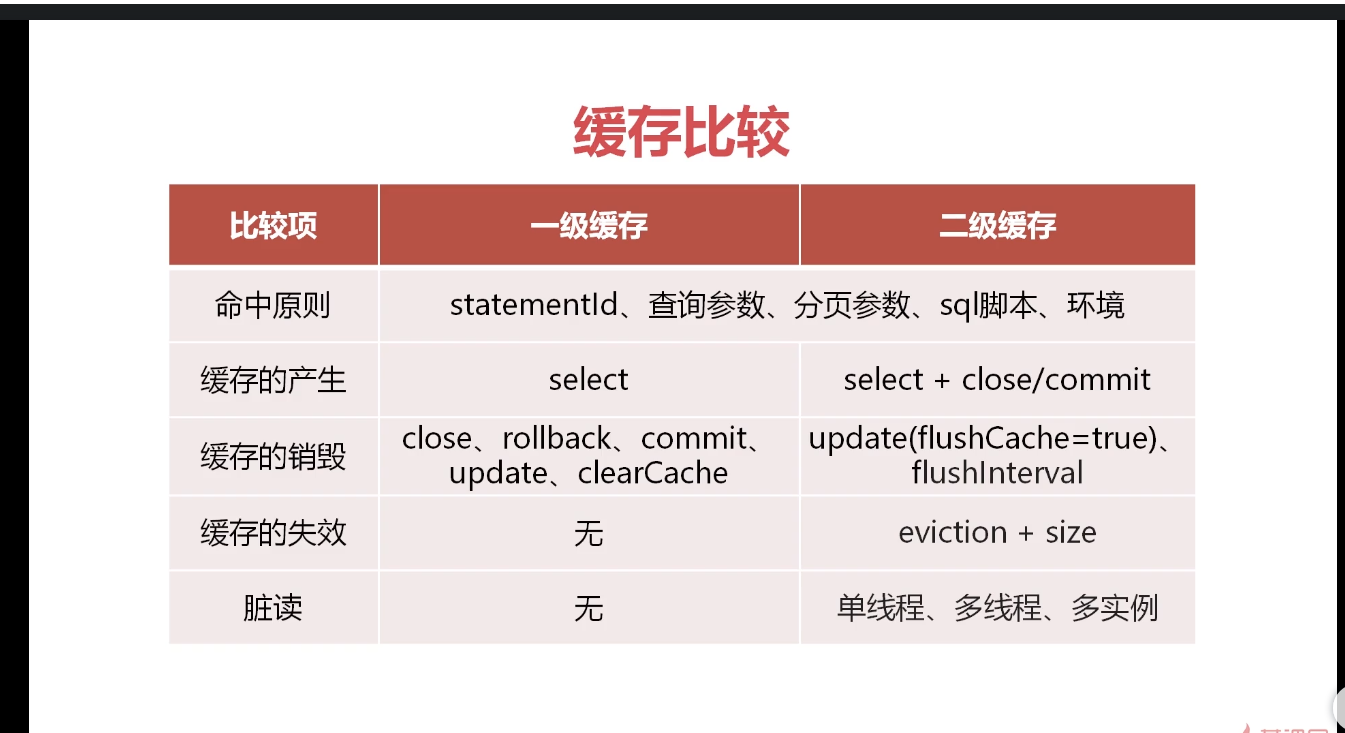 缓存比较
比较项 一级缓存 二级缓存
命中原则 statementId、查询参数、分页参数、sql脚本、环境
缓存的产生 select select + close/commit
缓存的销毁 close、rollback、commit、 update(flushCache=true)、
update、clearCache flushInterval
缓存的失效 无 eviction + size
脏读 无 单线程、多线程、多实例